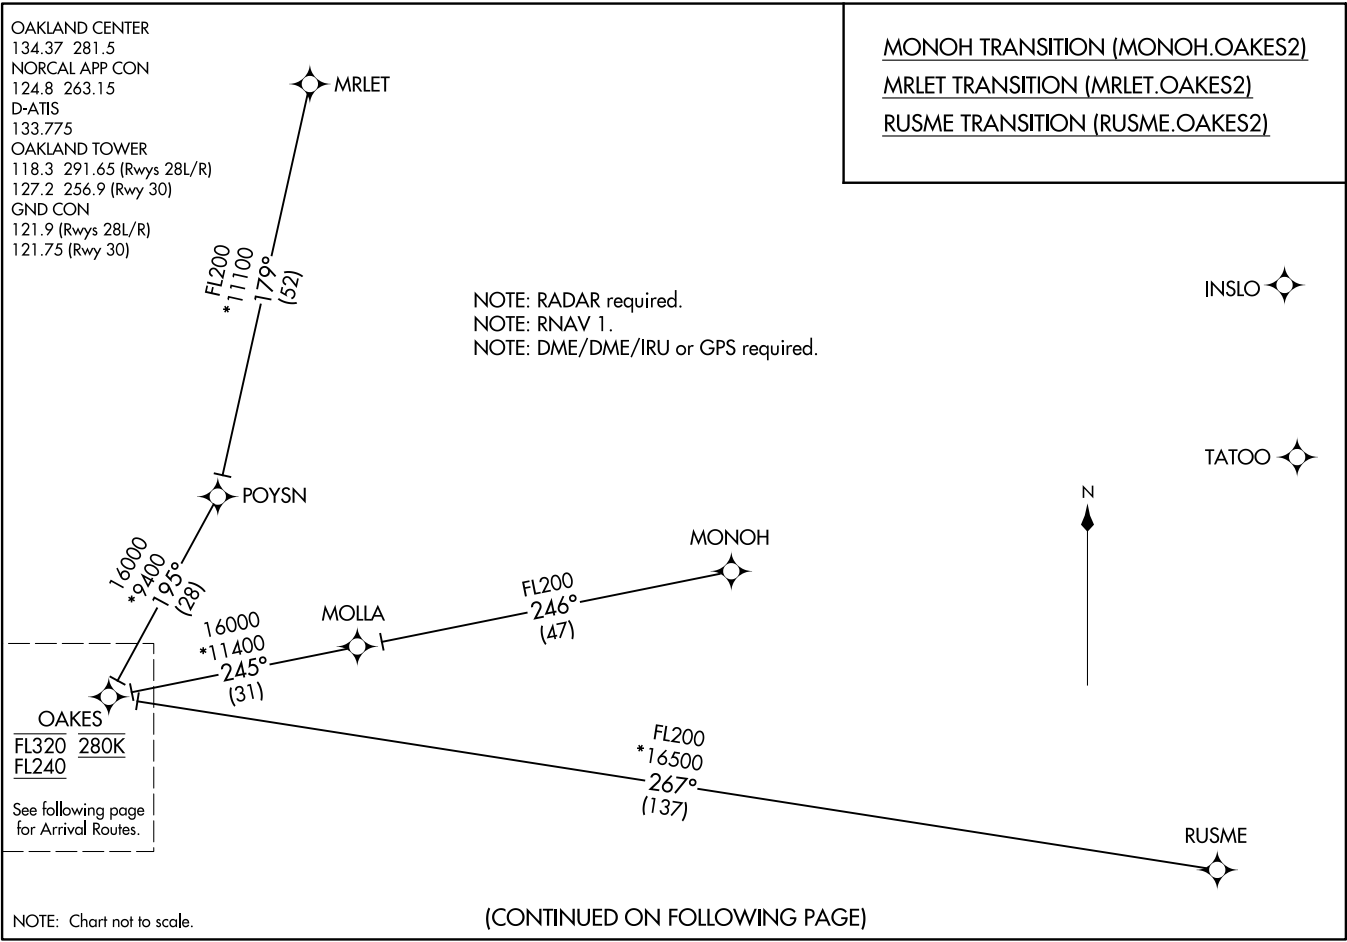 OAKLAND CENTER
134.37 281.5
NORCAL APP CON
124.8 263.15
D-ATIS
133.775
OAKLAND TOWER
118.3 291.65 (Rwys 28L/R)
127.2 256.9 (Rwy 30)
GND CON
121.9 (Rwys 28L/R)
121.75 (Rwy 30)
MONOH TRANSITION (MONOH.OAKES2)
MRLET TRANSITION (MRLET.OAKES2)
RUSME TRANSITION (RUSME.OAKES2)
MRLET
FL200
*11100
179°
(52)
NOTE: RADAR required.
NOTE: RNAV 1.
NOTE: DME/DME/IRU or GPS required.
INSLO
TATOO
N
POYSN
16000
*9400
195°
(28)
MONOH
FL200
246°
(47)
MOLLA
16000
*11400
245°
(31)
OAKES
FL320 280K
FL240
See following page
for Arrival Routes.
FL200
*16500
267°
(137)
RUSME
NOTE: Chart not to scale.
(CONTINUED ON FOLLOWING PAGE)